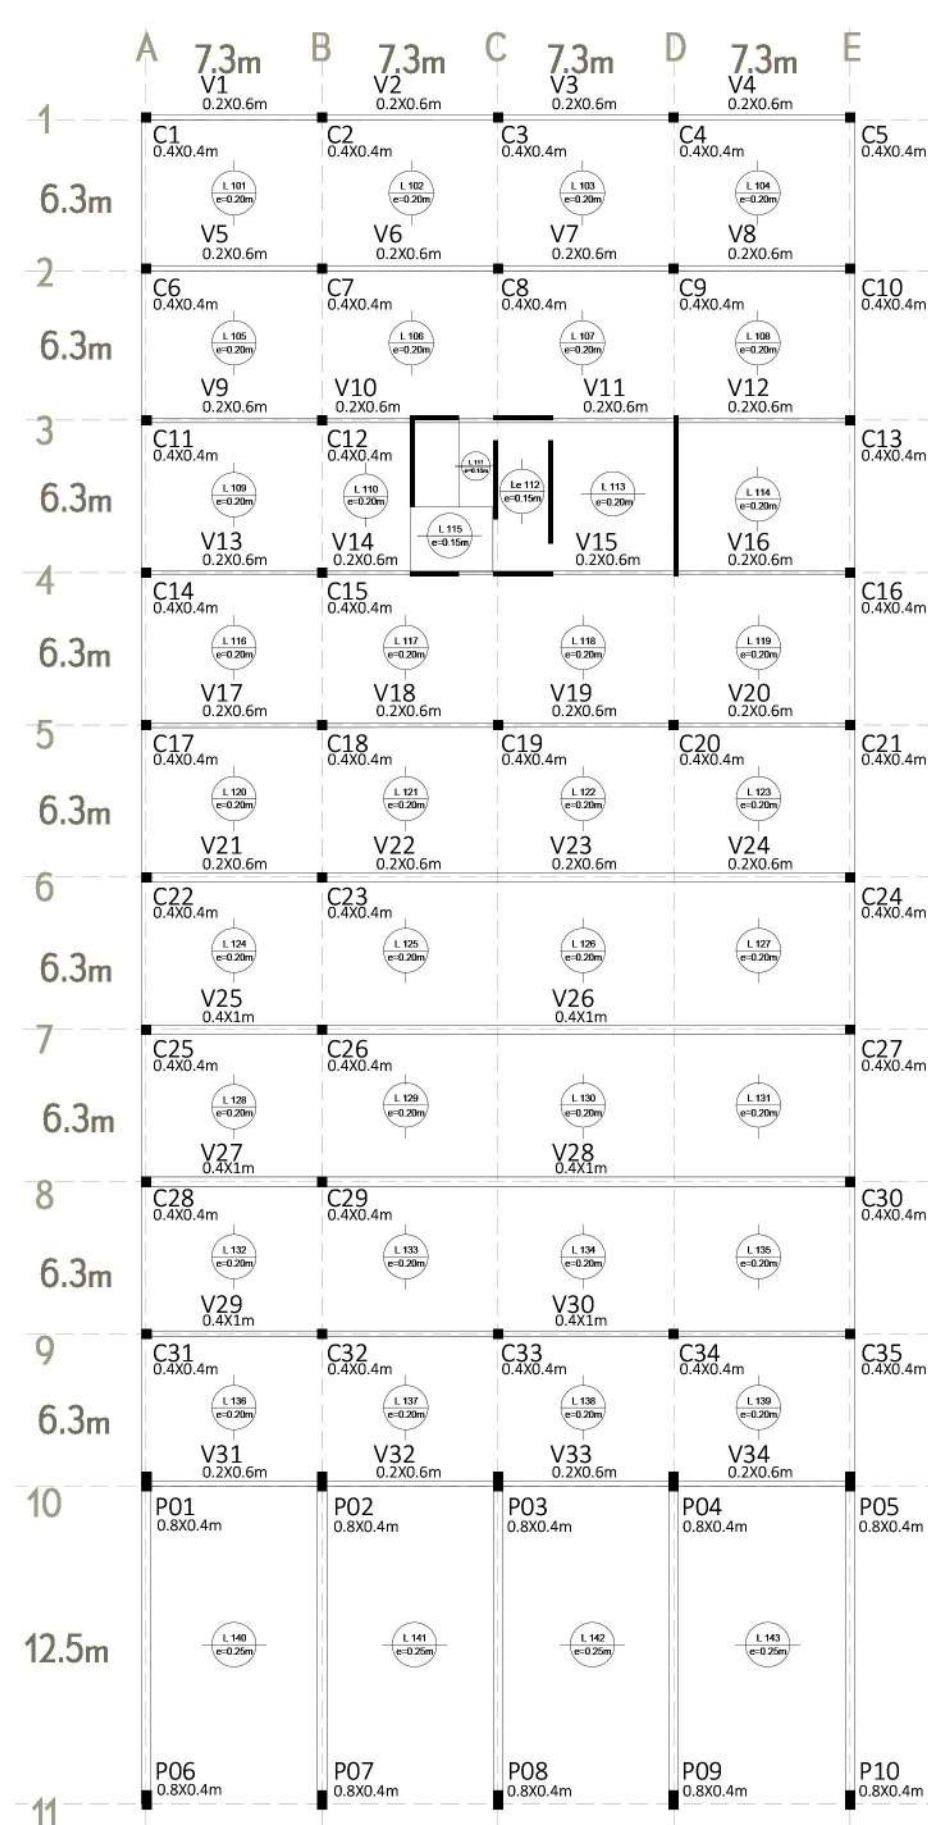 A B C D E
7.3m 7.3m 7.3m 7.3m
V1 V2 V3 V4
0.2X0.6m 0.2X0.6m 0.2X0.6m 0.2X0.6m
1
C1 C2 C3 C4 C5
0.4X0.4m 0.4X0.4m 0.4X0.4m 0.4X0.4m 0.4X0.4m
6.3m
L 101 L 102 L 103 L 104
e=0.20m e=0.20m e=0.20m e=0.20m
V5 V6 V7 V8
0.2X0.6m 0.2X0.6m 0.2X0.6m 0.2X0.6m
2
C6 C7 C8 C9 C10
0.4X0.4m 0.4X0.4m 0.4X0.4m 0.4X0.4m 0.4X0.4m
6.3m
L 105 L 106 L 107 L 108
e=0.20m e=0.20m e=0.20m e=0.20m
V9 V10 V11 V12
0.2X0.6m 0.2X0.6m 0.2X0.6m 0.2X0.6m
3
C11 C12 C13
0.4X0.4m 0.4X0.4m 0.4X0.4m
L 111
e=0.15m
6.3m
L 109 L 110 Le 112 L 113 L 114
e=0.20m e=0.20m e=0.15m e=0.20m e=0.20m
L 115
e=0.15m
V13 V14 V15 V16
0.2X0.6m 0.2X0.6m 0.2X0.6m 0.2X0.6m
4
C14 C15 C16
0.4X0.4m 0.4X0.4m 0.4X0.4m
6.3m
L 116 L 117 L 118 L 119
e=0.20m e=0.20m e=0.20m e=0.20m
V17 V18 V19 V20
0.2X0.6m 0.2X0.6m 0.2X0.6m 0.2X0.6m
5
C17 C18 C19 C20 C21
0.4X0.4m 0.4X0.4m 0.4X0.4m 0.4X0.4m 0.4X0.4m
6.3m
L 120 L 121 L 122 L 123
e=0.20m e=0.20m e=0.20m e=0.20m
V21 V22 V23 V24
0.2X0.6m 0.2X0.6m 0.2X0.6m 0.2X0.6m
6
C22 C23 C24
0.4X0.4m 0.4X0.4m 0.4X0.4m
6.3m
L 124 L 125 L 126 L 127
e=0.20m e=0.20m e=0.20m e=0.20m
V25 V26
0.4X1m 0.4X1m
7
C25 C26 C27
0.4X0.4m 0.4X0.4m 0.4X0.4m
6.3m
L 128 L 129 L 130 L 131
e=0.20m e=0.20m e=0.20m e=0.20m
V27 V28
0.4X1m 0.4X1m
8
C28 C29 C30
0.4X0.4m 0.4X0.4m 0.4X0.4m
6.3m
L 132 L 133 L 134 L 135
e=0.20m e=0.20m e=0.20m e=0.20m
V29 V30
0.4X1m 0.4X1m
9
C31 C32 C33 C34 C35
0.4X0.4m 0.4X0.4m 0.4X0.4m 0.4X0.4m 0.4X0.4m
6.3m
L 136 L 137 L 138 L 139
e=0.20m e=0.20m e=0.20m e=0.20m
V31 V32 V33 V34
0.2X0.6m 0.2X0.6m 0.2X0.6m 0.2X0.6m
10
P01 P02 P03 P04 P05
0.8X0.4m 0.8X0.4m 0.8X0.4m 0.8X0.4m 0.8X0.4m
12.5m
L 140 L 141 L 142 L 143
e=0.25m e=0.25m e=0.25m e=0.25m
P06 P07 P08 P09 P10
0.8X0.4m 0.8X0.4m 0.8X0.4m 0.8X0.4m 0.8X0.4m
11